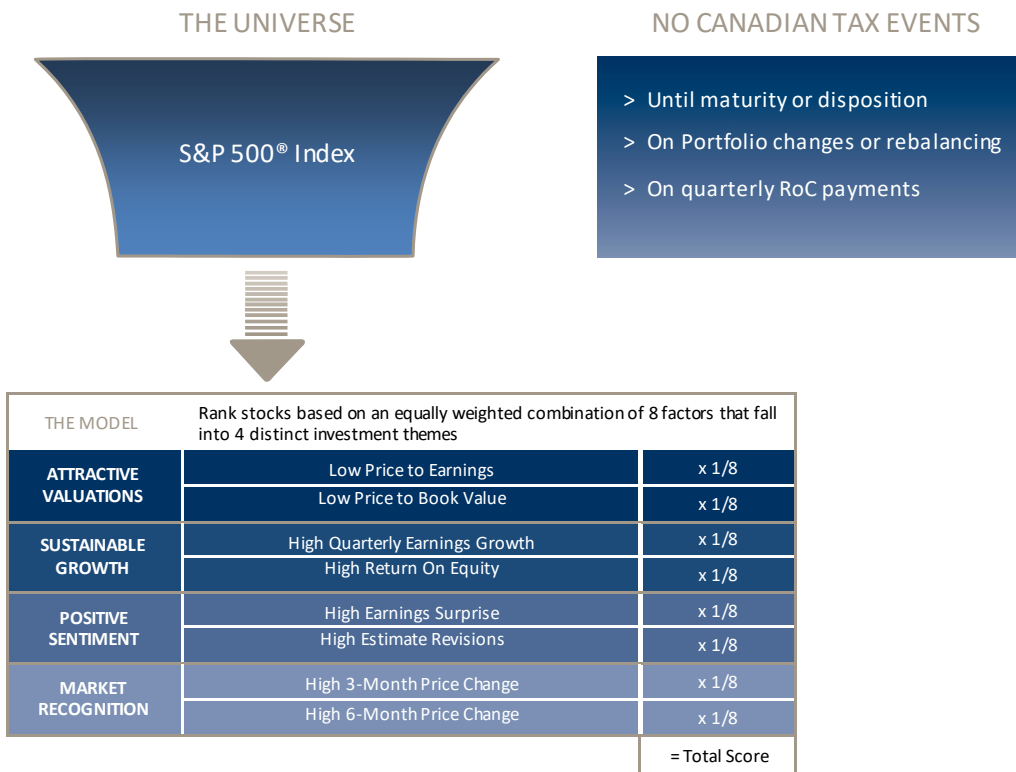 THE UNIVERSE
S&P 500® Index
NO CANADIAN TAX EVENTS
> Until maturity or disposition
> On Portfolio changes or rebalancing
> On quarterly RoC payments
THE MODEL
Rank stocks based on an equally weighted combination of 8 factors that fall
into 4 distinct investment themes
ATTRACTIVE
VALUATIONS
Low Price to Earnings
x 1/8
Low Price to Book Value
x 1/8
SUSTAINABLE
GROWTH
High Quarterly Earnings Growth
x 1/8
High Return On Equity
x 1/8
POSITIVE
SENTIMENT
High Earnings Surprise
x 1/8
High Estimate Revisions
x 1/8
MARKET
RECOGNITION
High 3-Month Price Change
x 1/8
High 6-Month Price Change
x 1/8
= Total Score